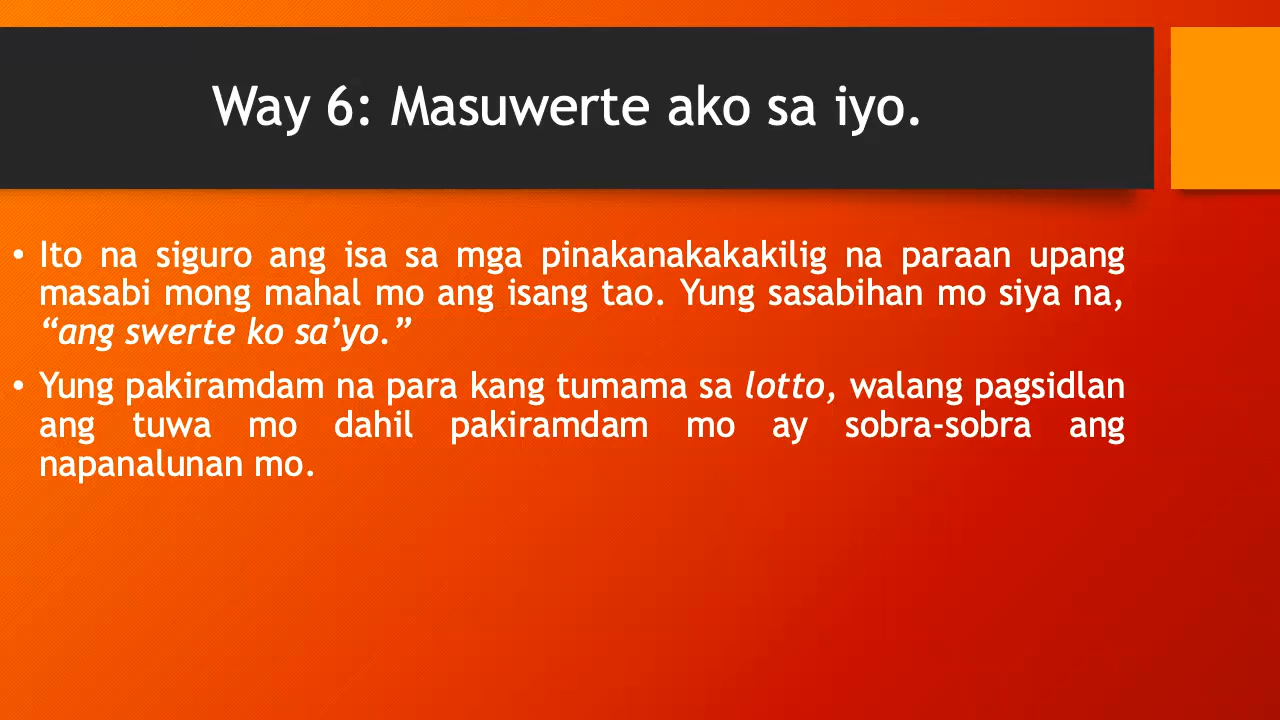 Way 6: Masuwerte ako sa iyo.
• Ito na siguro ang isa sa mga pinakanakakakilig na paraan upang
masabi mong mahal mo ang isang tao. Yung sasabihan mo siya na,
“ang swerte ko sa’yo.”
• Yung pakiramdam na para kang tumama sa lotto, walang pagsidlan
ang tuwa mo dahil pakiramdam mo ay sobra-sobra ang
napanalunan mo.